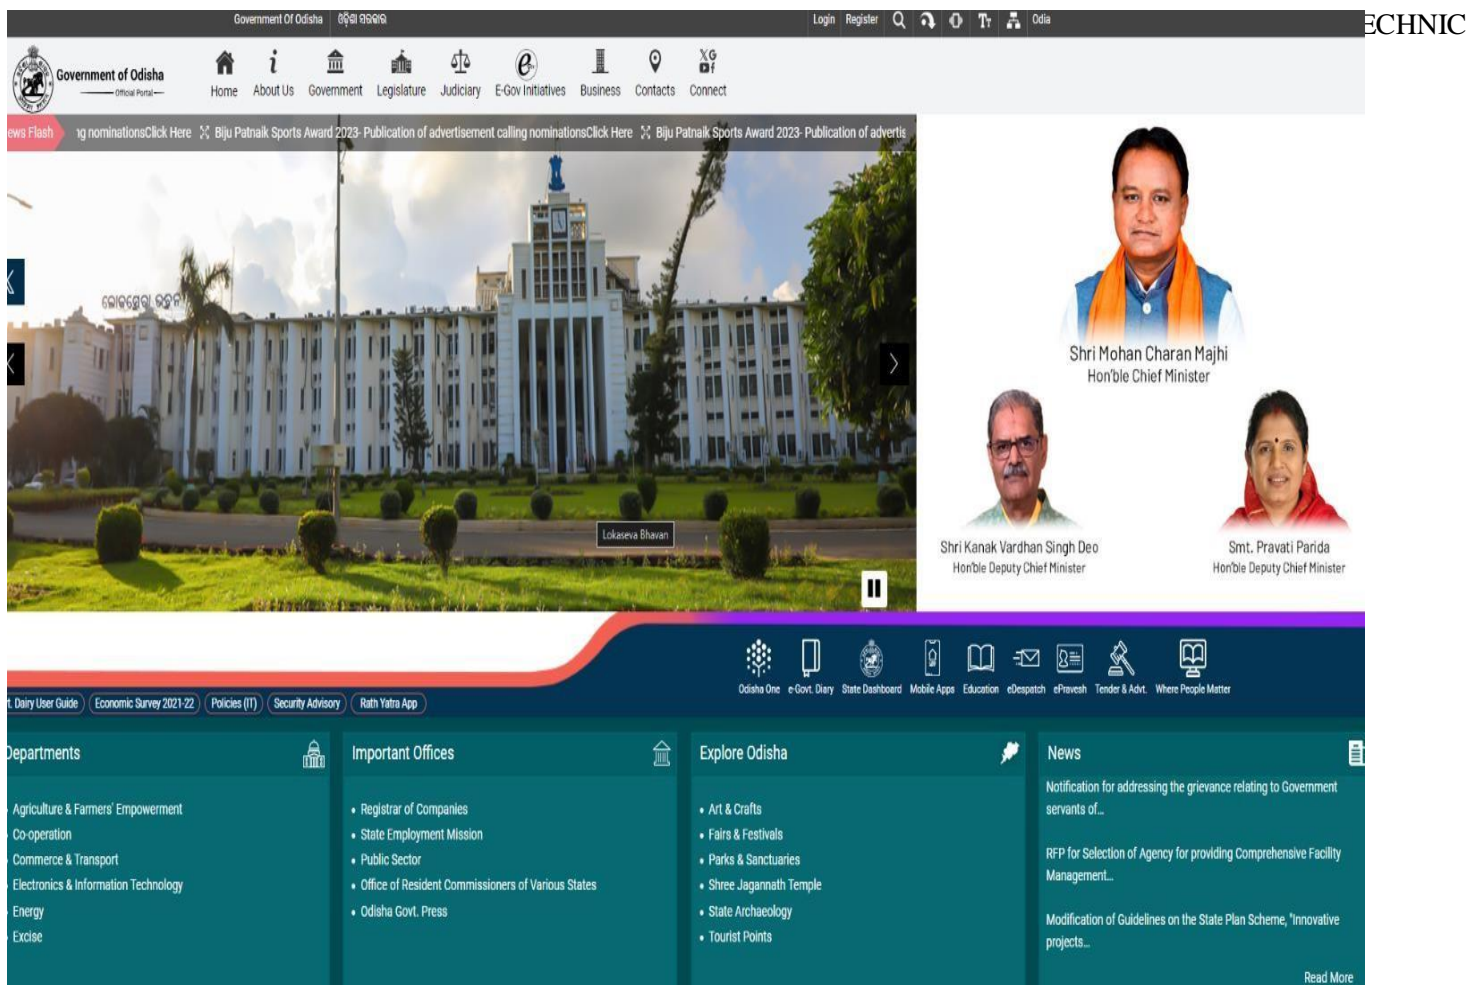 Government Of Odisha ଓଡ଼ିଶା ସରକାର Login Register Odia
ECHNIC
Government of Odisha
Official Portal
Home About Us Government Legislature Judiciary E-Gov Initiatives Business Contacts Connect
ews Flash ng nominationsClick Here Biju Patnaik Sports Award 2023- Publication of advertisement calling nominationsClick Here Biju Patnaik Sports Award 2023- Publication of advertis
ଲୋକସେବା ଭବନ
Lokaseva Bhavan
Shri Mohan Charan Majhi
Hon'ble Chief Minister
Shri Kanak Vardhan Singh Deo
Hon'ble Deputy Chief Minister
Smt. Pravati Parida
Hon'ble Deputy Chief Minister
Odisha One e-Govt. Diary State Dashboard Mobile Apps Education eDespatch ePravesh Tender & Advt. Where People Matter
t. Dairy User Guide Economic Survey 2021-22 Policies (IT) Security Advisory Rath Yatra App
Departments
Agriculture & Farmers' Empowerment
Co-operation
Commerce & Transport
Electronics & Information Technology
Energy
Excise
Important Offices
• Registrar of Companies
• State Employment Mission
• Public Sector
• Office of Resident Commissioners of Various States
• Odisha Govt. Press
Explore Odisha
• Art & Crafts
• Fairs & Festivals
• Parks & Sanctuaries
• Shree Jagannath Temple
• State Archaeology
• Tourist Points
News
Notification for addressing the grievance relating to Government
servants of...
RFP for Selection of Agency for providing Comprehensive Facility
Management...
Modification of Guidelines on the State Plan Scheme, "Innovative
projects...
Read More